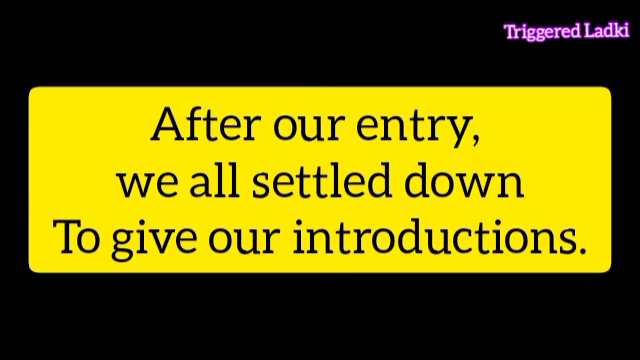 Triggered Ladki
After our entry,
we all settled down
To give our introductions.